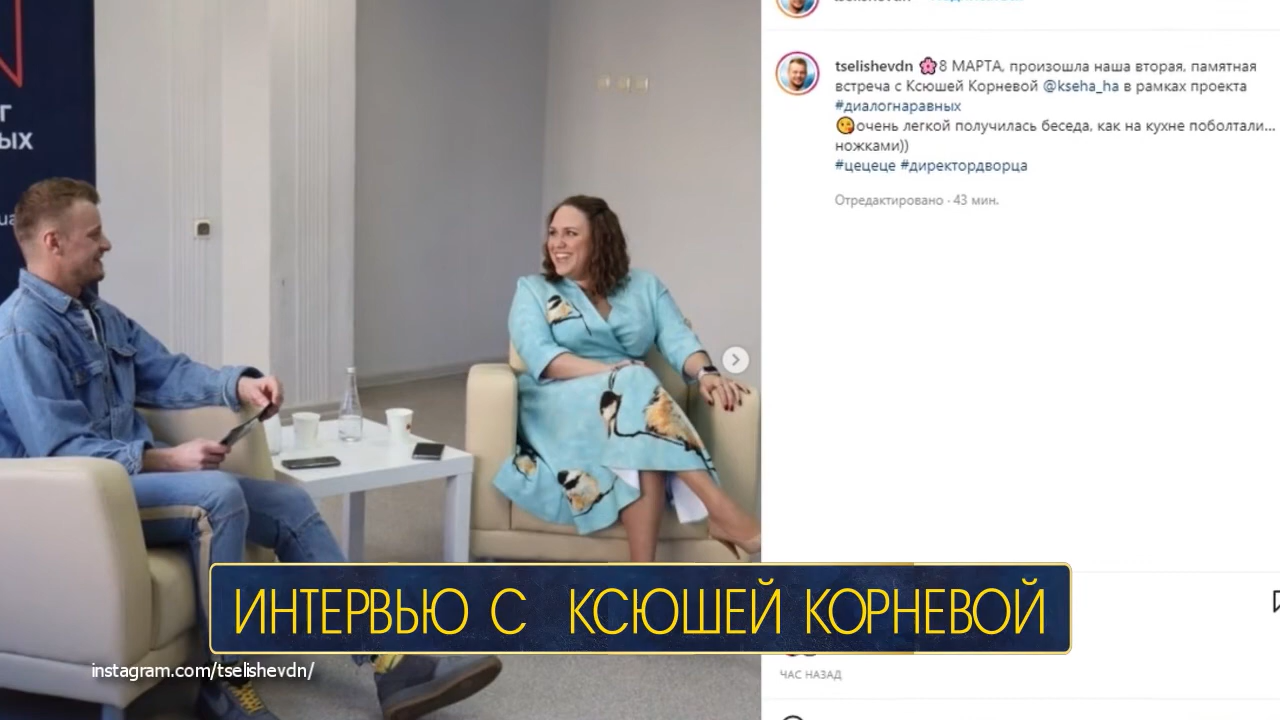 Г
ЫХ
tselishevdn 🌸8 МАРТА, произошла наша вторая, памятная
встреча с Ксюшей Корневой @kseha_ha в рамках проекта
#диалогнаравных
😘очень легкой получилась беседа, как на кухне поболтали...
ножками))
#цецеце #директордворца
Отредактировано · 43 мин.
ИНТЕРВЬЮ С КСЮШЕЙ КОРНЕВОЙ
instagram.com/tselishevdn/
ЧАС НАЗАД